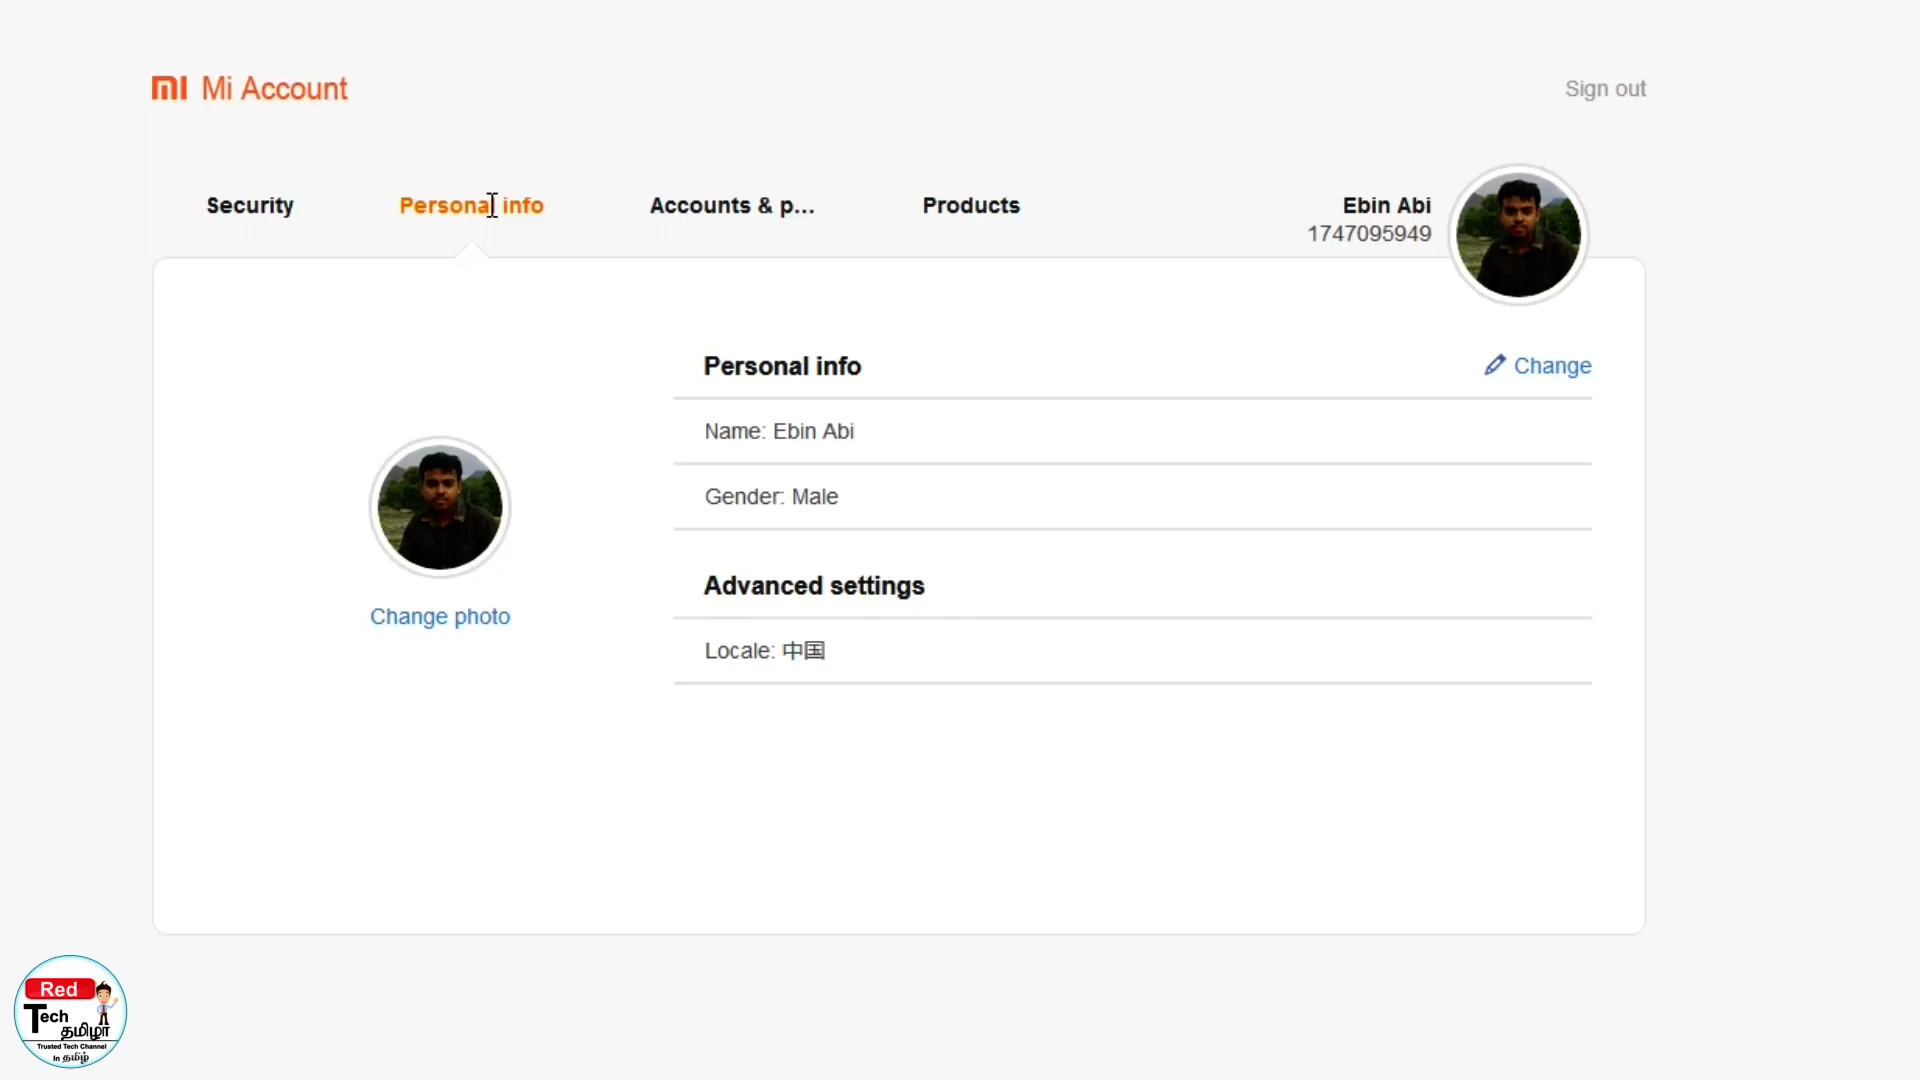 Mi Account
Sign out
Security
Personal info
Accounts & p...
Products
Ebin Abi
1747095949
Personal info
Change
Name: Ebin Abi
Gender: Male
Change photo
Advanced settings
Locale: 中国
Red
Tech
தமிழா
Trusted Tech Channel
In தமிழ்